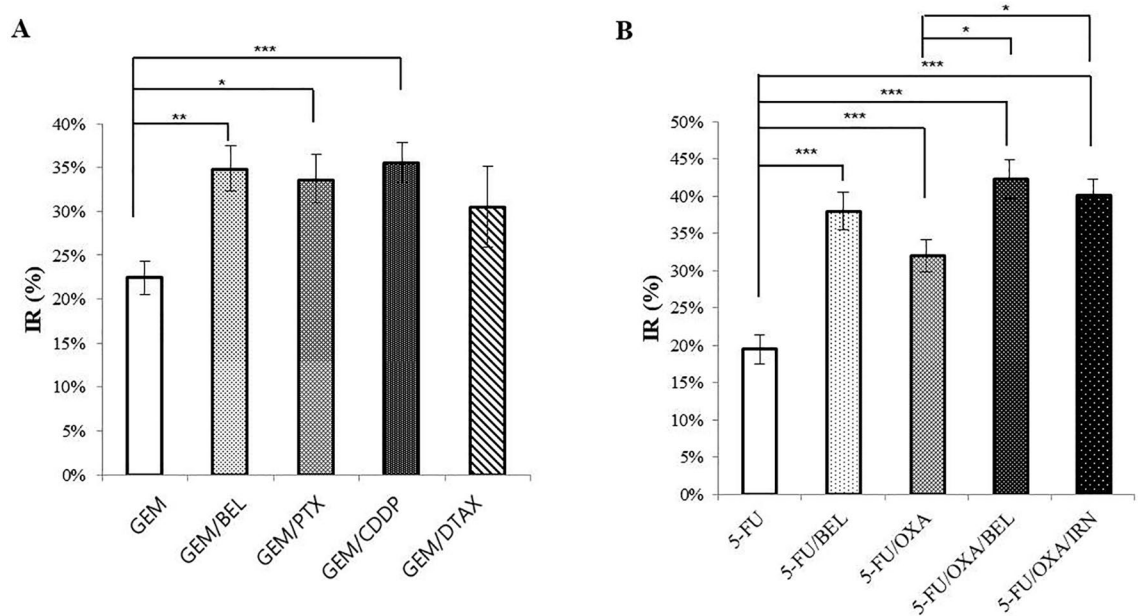 A
***
*
**
40%
35%
30%
25%
20%
15%
10%
5%
0%
IR (%)
GEM
GEM/BEL
GEM/PTX
GEM/CDDP
GEM/DTAX
B
*
*
***
***
***
***
50%
45%
40%
35%
30%
25%
20%
15%
10%
5%
0%
IR (%)
5-FU
5-FU/BEL
5-FU/OXA
5-FU/OXA/BEL
5-FU/OXA/IRN